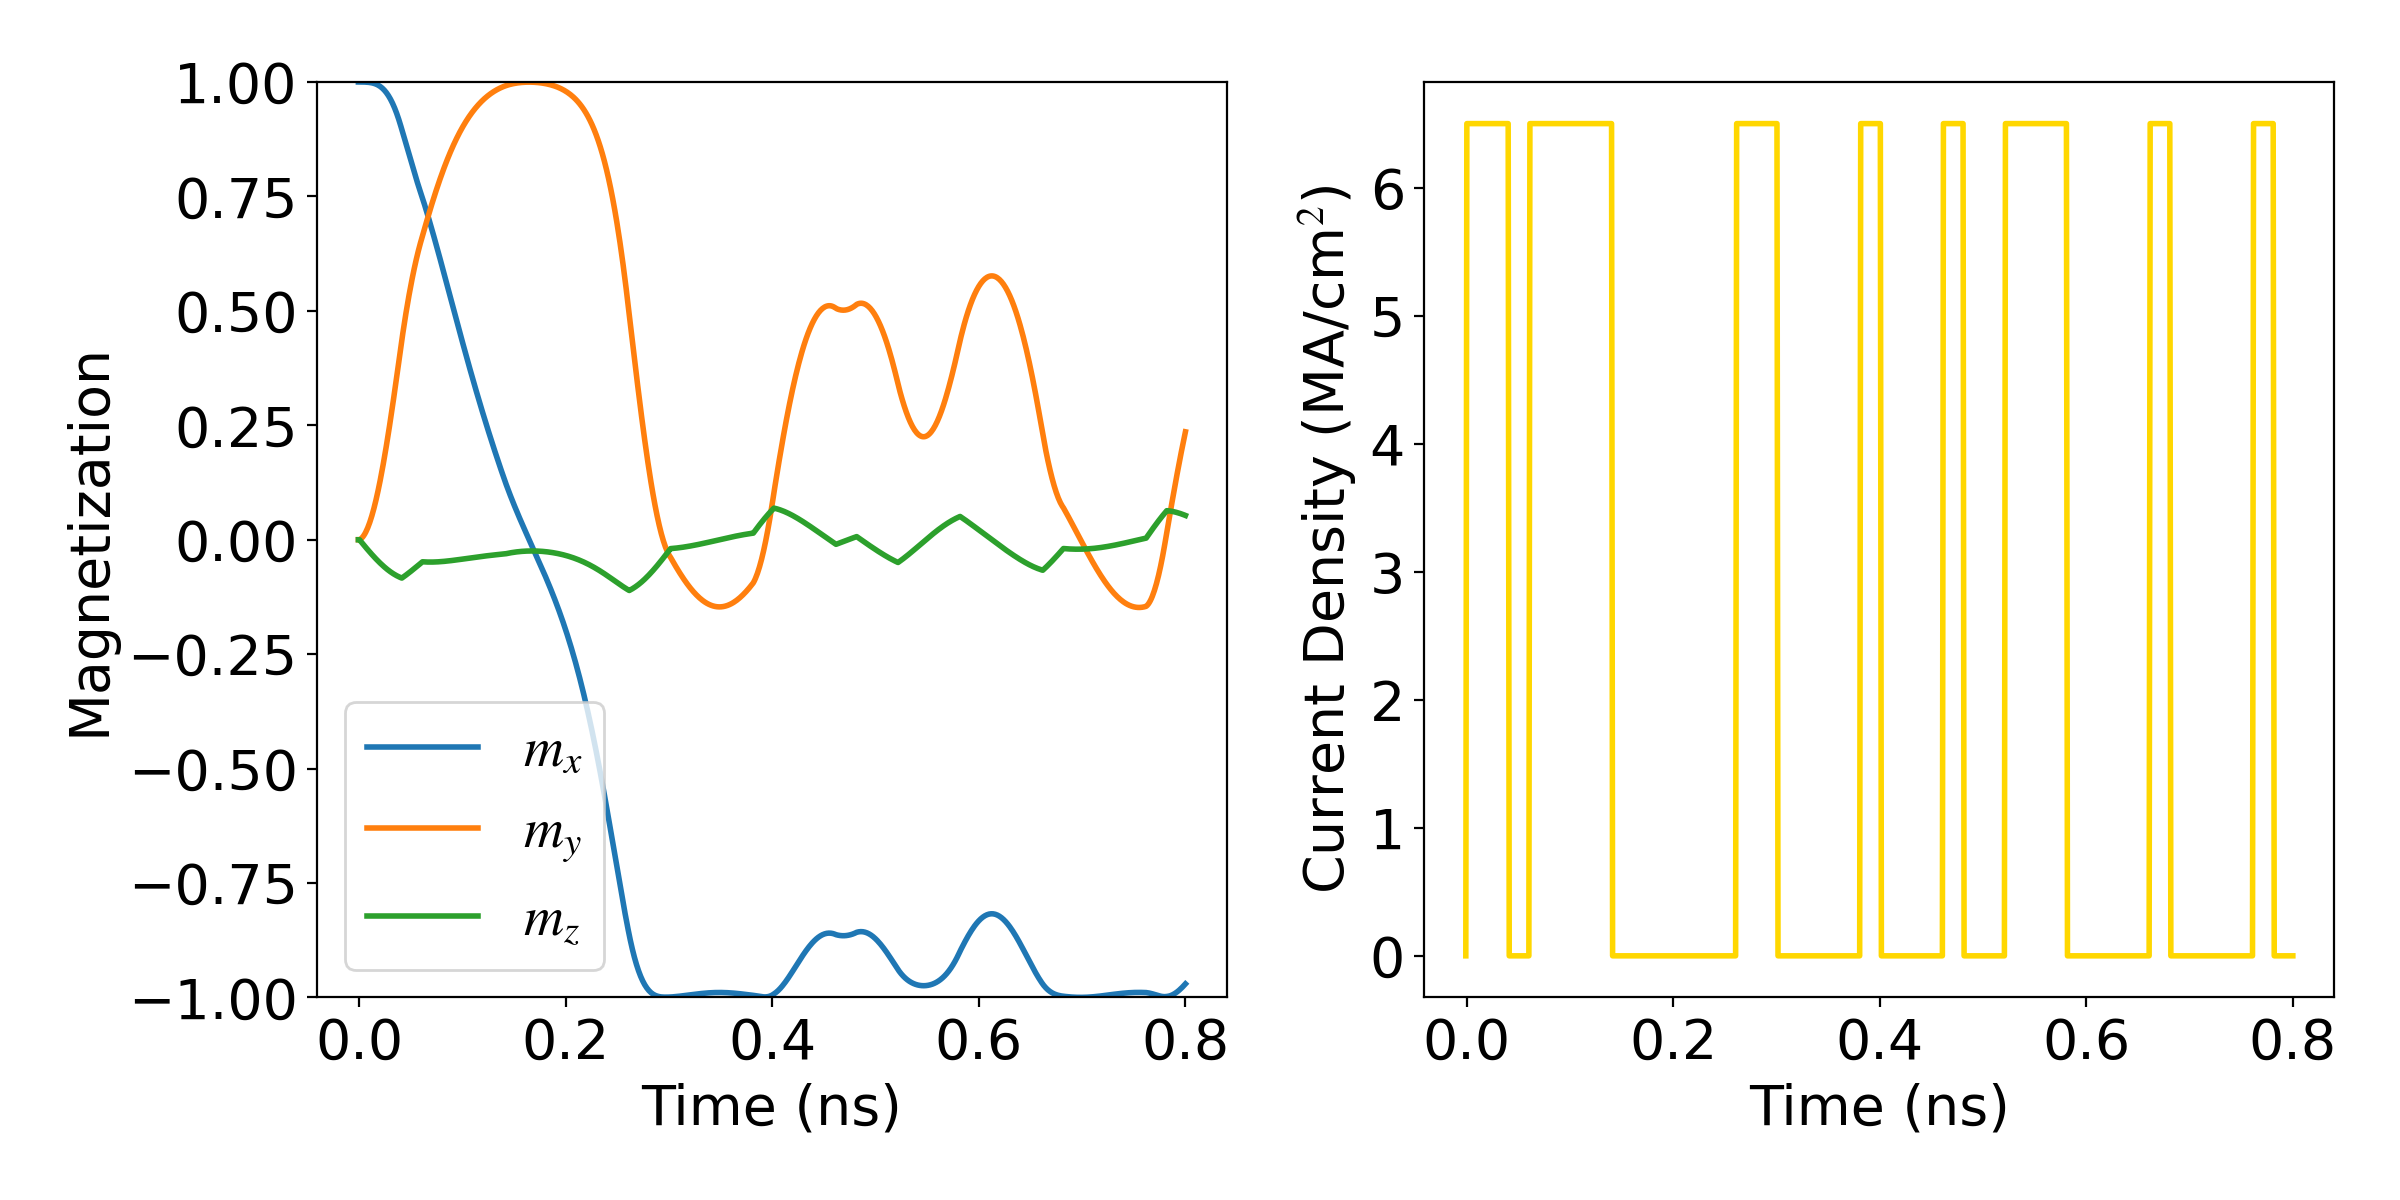 Magnetization
1.00
0.75
0.50
0.25
0.00
−0.25
−0.50
−0.75
−1.00
m_x
m_y
m_z
0.0 0.2 0.4 0.6 0.8
Time (ns)
Current Density (MA/cm²)
6
5
4
3
2
1
0
0.0 0.2 0.4 0.6 0.8
Time (ns)